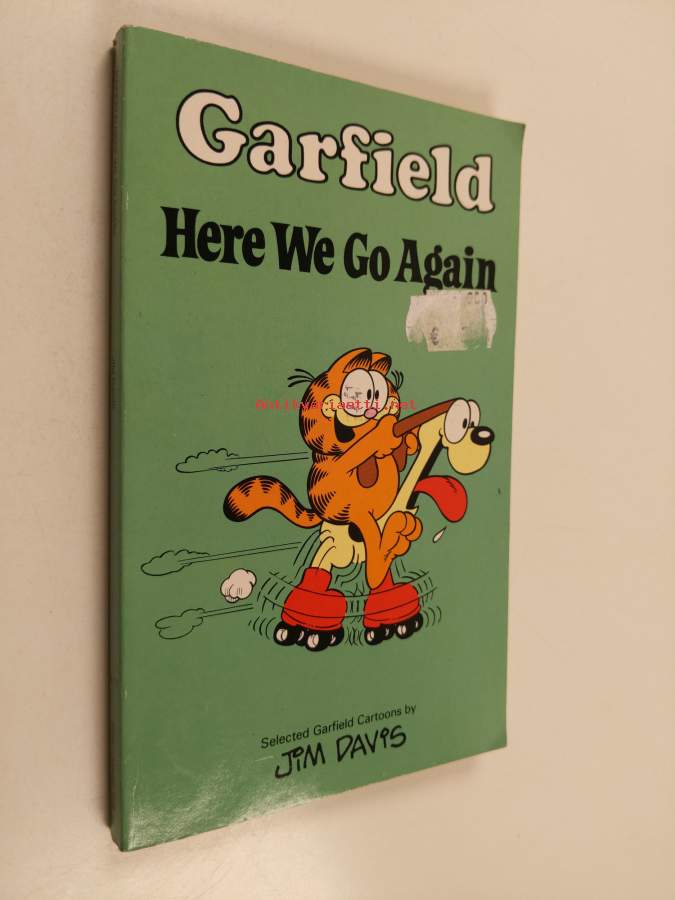 Garfield
Here We Go Again
€
Antikvariaatti.net
Selected Garfield Cartoons by
JIM DAVIS